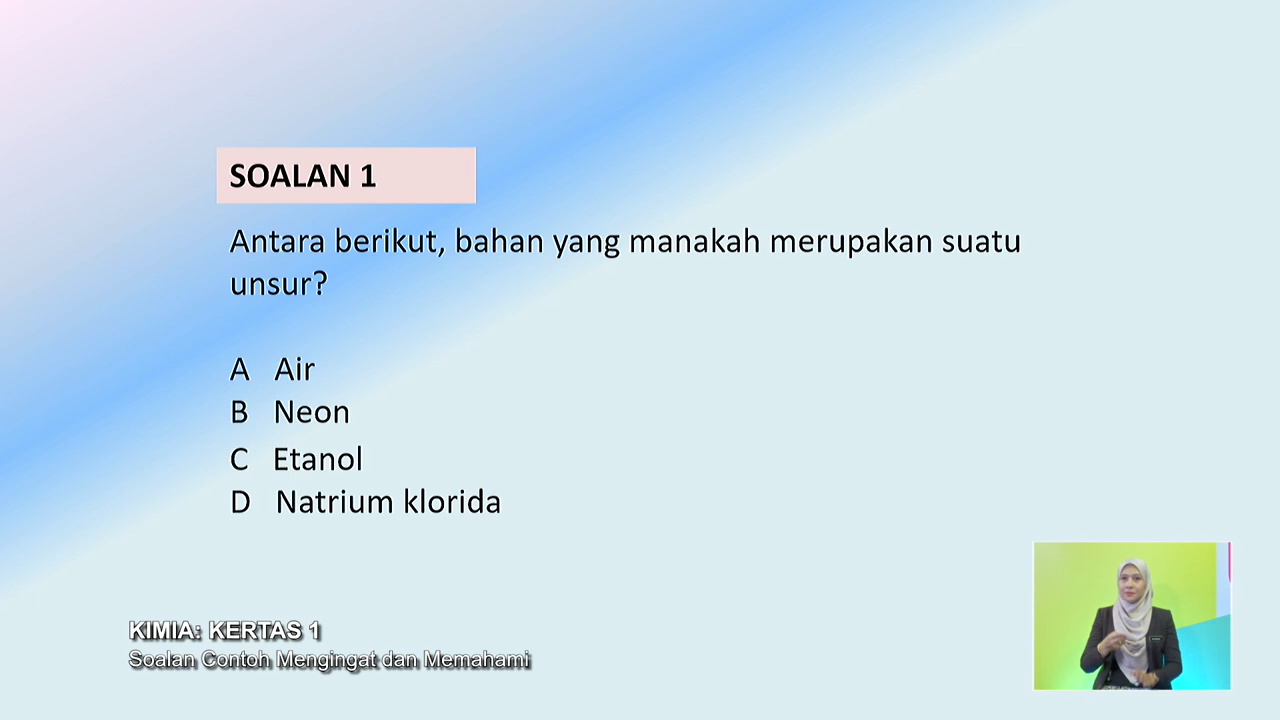 SOALAN 1
Antara berikut, bahan yang manakah merupakan suatu
unsur?
A Air
B Neon
C Etanol
D Natrium klorida
KIMIA: KERTAS 1
Soalan Contoh Mengingat dan Memahami